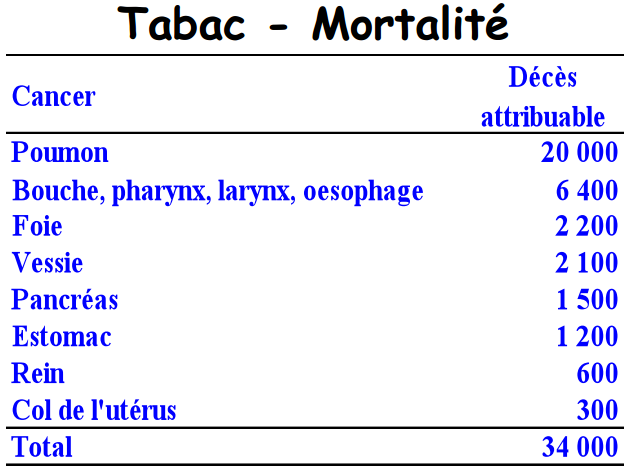 Tabac - Mortalité
Cancer
Décès
attribuable
Poumon 20 000
Bouche, pharynx, larynx, oesophage 6 400
Foie 2 200
Vessie 2 100
Pancréas 1 500
Estomac 1 200
Rein 600
Col de l'utérus 300
Total 34 000